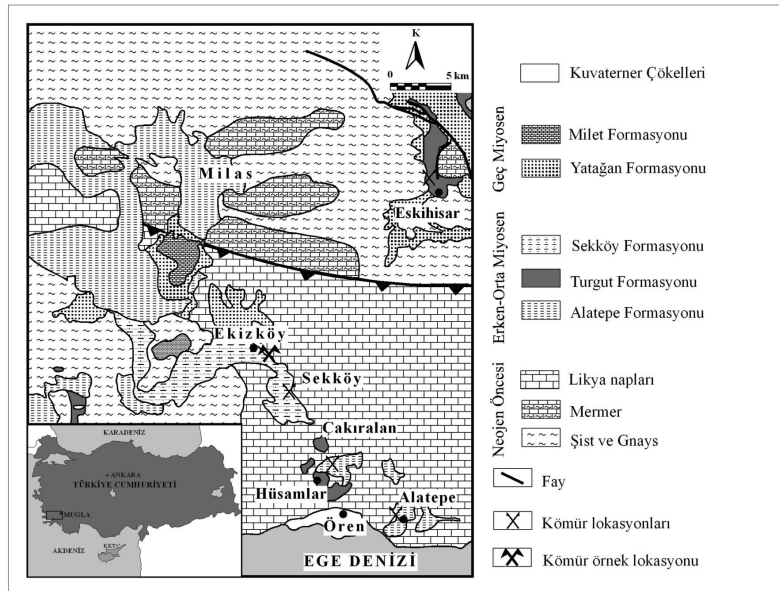 K
0 5 km
Milas
Eskihisar
Ekizköy
Sekköy
Çakıralan
Hüsamlar
Alatepe
Ören
EGE DENİZİ
KARADENİZ
ANKARA
TÜRKİYE CUMHURİYETİ
MUĞLA
AKDENİZ
KKTC
Kuvaterner Çökelleri
Geç Miyosen
Milet Formasyonu
Yatağan Formasyonu
Erken-Orta Miyosen
Sekköy Formasyonu
Turgut Formasyonu
Alatepe Formasyonu
Neojen Öncesi
Likya napları
Mermer
Şist ve Gnays
Fay
Kömür lokasyonları
Kömür örnek lokasyonu